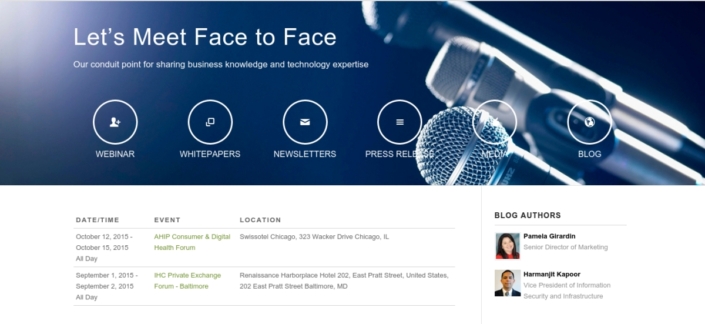 Let's Meet Face to Face
Our conduit point for sharing business knowledge and technology expertise
WEBINAR
WHITEPAPERS
NEWSLETTERS
PRESS RELEASE
MEDIA
BLOG
DATE/TIME EVENT LOCATION
October 12, 2015 - AHIP Consumer & Digital Swissotel Chicago, 323 Wacker Drive Chicago, IL
October 15, 2015 Health Forum
All Day
September 1, 2015 - IHC Private Exchange Renaissance Harborplace Hotel 202, East Pratt Street, United States,
September 2, 2015 Forum - Baltimore 202 East Pratt Street Baltimore, MD
All Day
BLOG AUTHORS
Pamela Girardin
Senior Director of Marketing
Harmanjit Kapoor
Vice President of Information
Security and Infrastructure